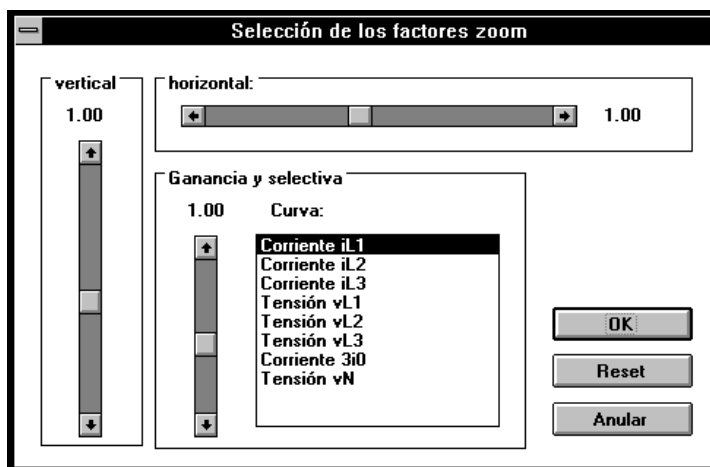 Selección de los factores zoom
vertical
1.00
horizontal:
1.00
Ganancia y selectiva
1.00
Curva:
Corriente iL1
Corriente iL2
Corriente iL3
Tensión vL1
Tensión vL2
Tensión vL3
Corriente 3i0
Tensión vN
OK
Reset
Anular